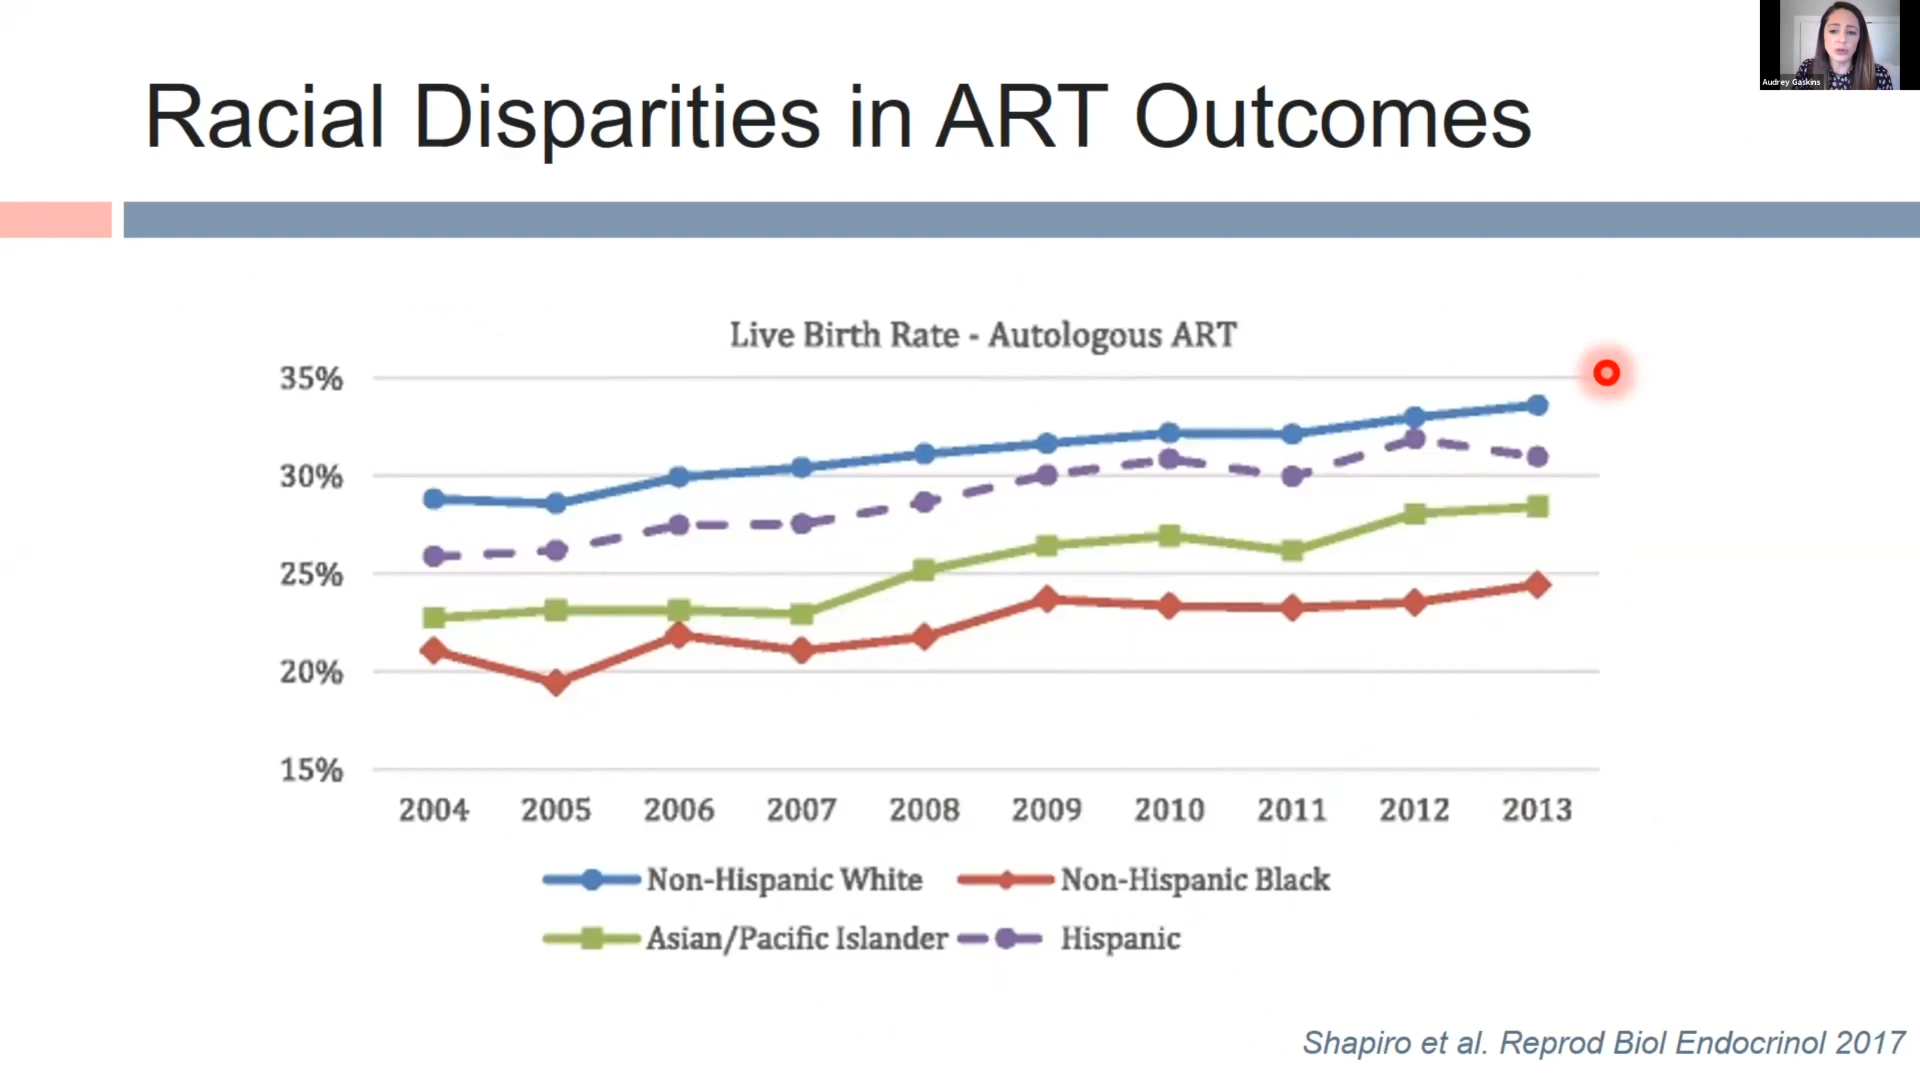 Racial Disparities in ART Outcomes
Audrey Gaskins
Live Birth Rate - Autologous ART
35%
30%
25%
20%
15%
2004 2005 2006 2007 2008 2009 2010 2011 2012 2013
Non-Hispanic White Non-Hispanic Black
Asian/Pacific Islander Hispanic
Shapiro et al. Reprod Biol Endocrinol 2017